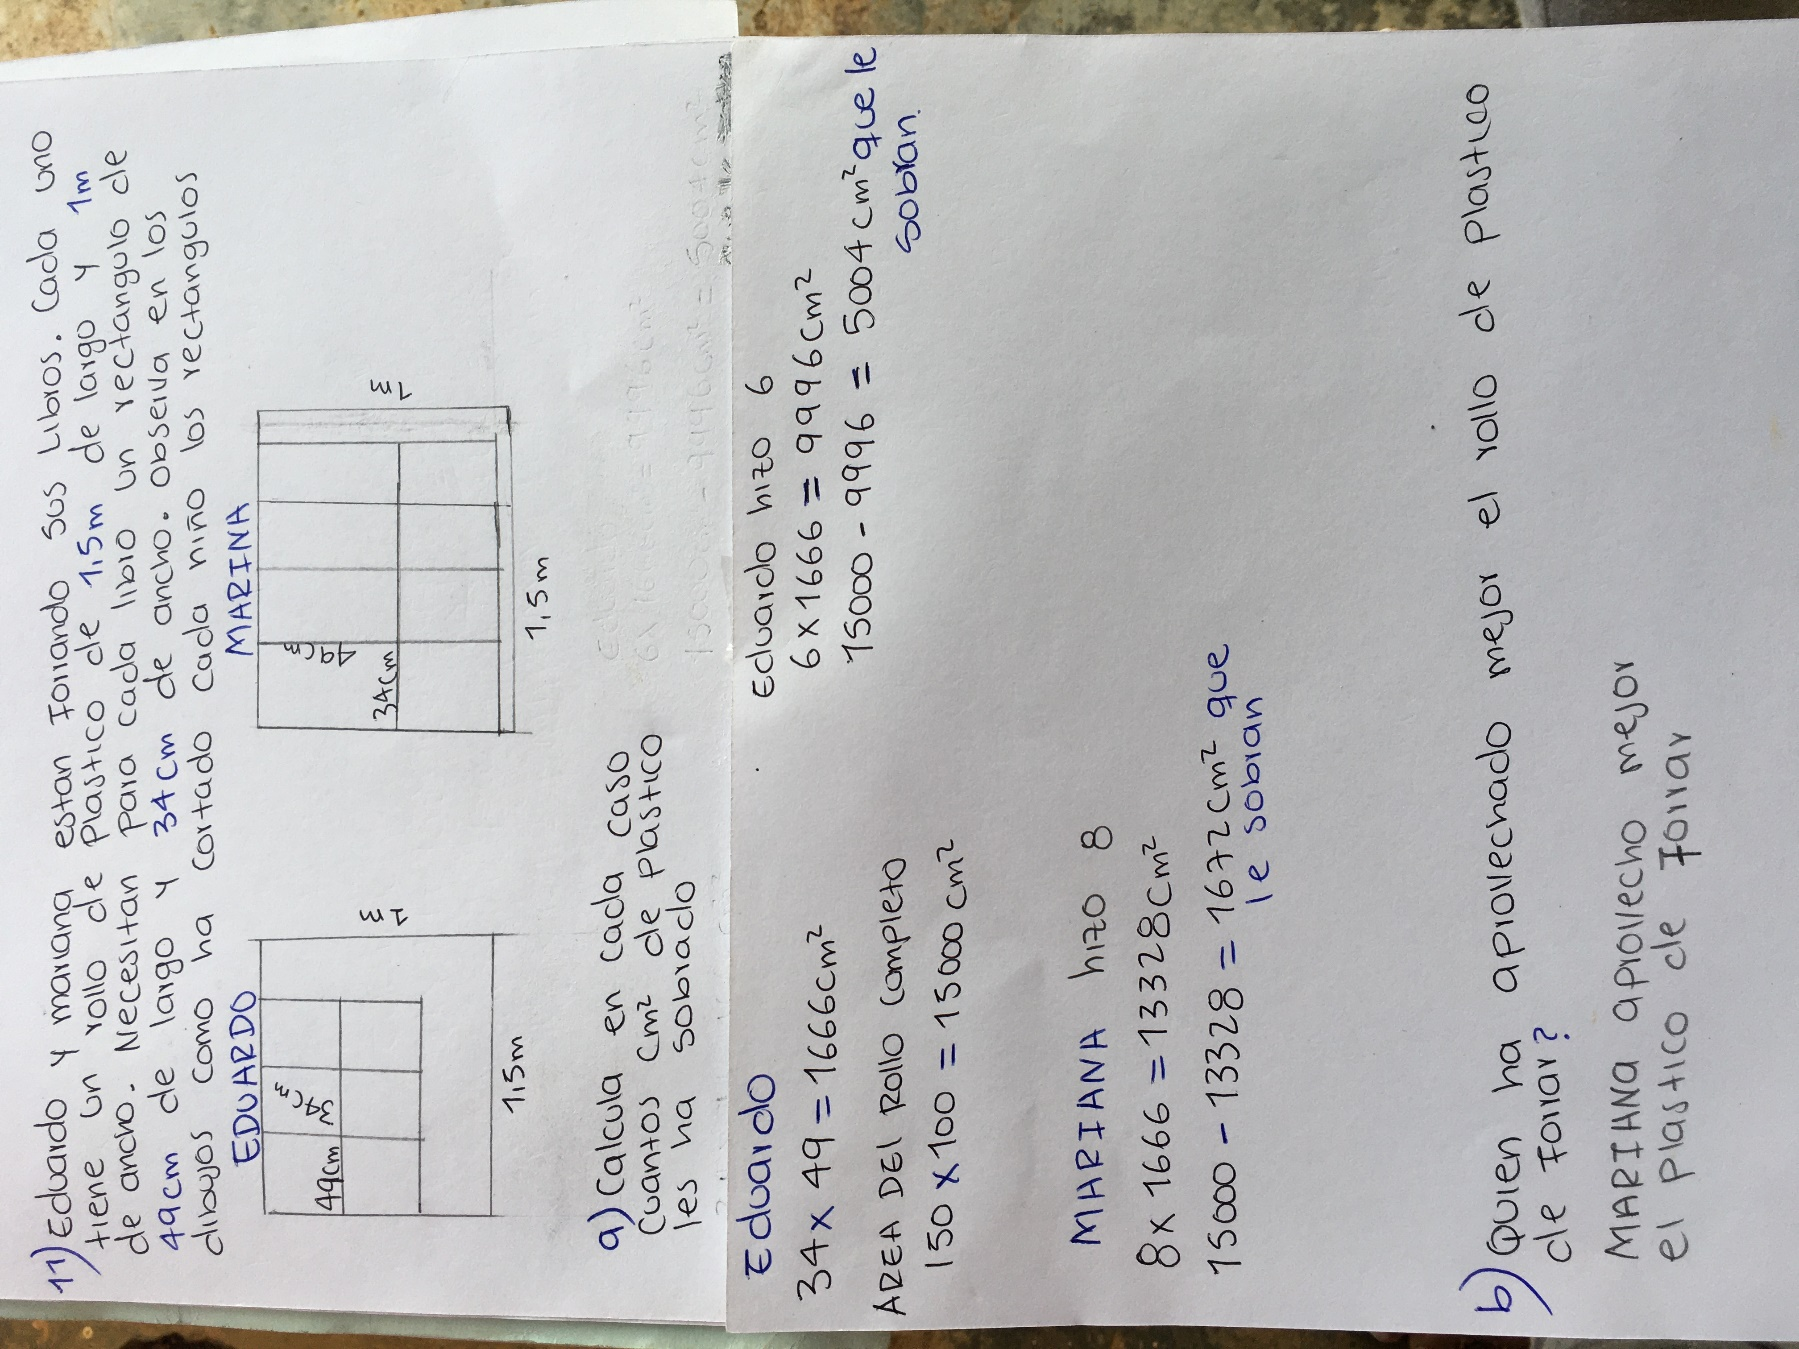 11) Eduardo y mariana estan Forrando sus Libros. Cada uno
tiene un rollo de Plastico de 1,5m de largo y 1m
de ancho. Necesitan Para cada libro un rectangulo de
49cm de largo y 34cm de ancho. observa en los
dibujos como ha cortado cada niño los rectangulos
EDUARDO
49cm
34cm
1m
1.5m
MARINA
49cm
34cm
1m
1,5m
a) Calcula en cada caso
Cuantos cm² de plastico
les ha sobrado
Eduardo
34 x 49 = 1666cm²
AREA DEL ROLLO COMPLETO
150 x 100 = 15000cm²
Eduardo hizo 6
6 x 1666 = 9996cm²
15000 - 9996 = 5004cm² que le
sobran.
MARIANA hizo 8
8 x 1666 = 13328cm²
15000 - 13328 = 1672cm² que
le sobran
b) Quien ha aprovechado mejor el rollo de plastico
de Forrar?
MARIANA aprovecho mejor
el plastico de Forrar